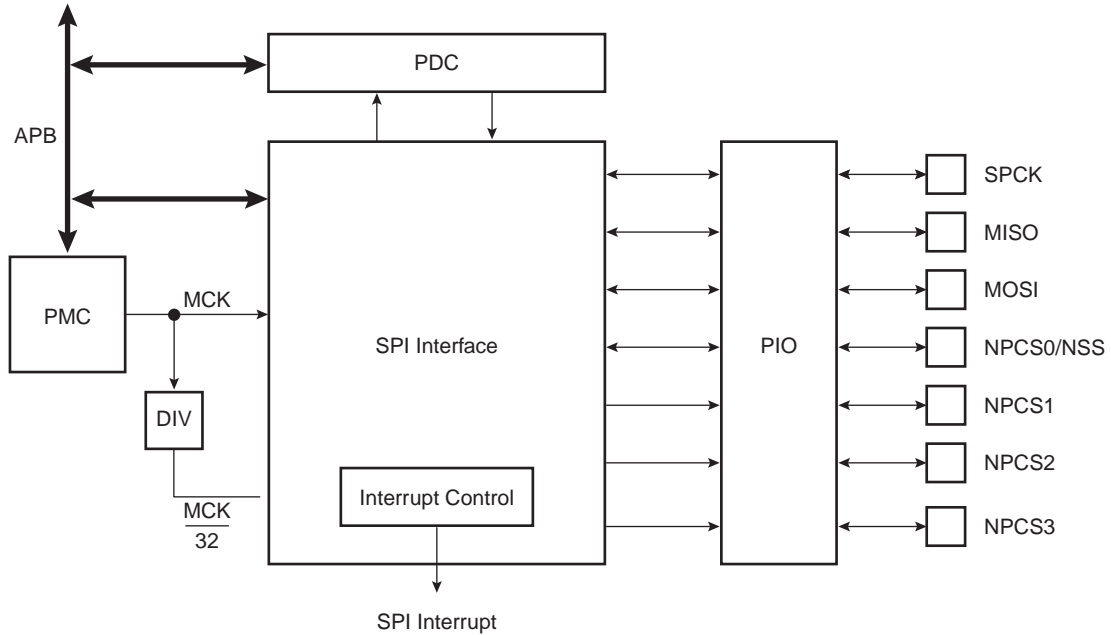 PDC
APB
SPCK
MISO
MOSI
MCK
PMC
SPI Interface
PIO
NPCS0/NSS
DIV
NPCS1
NPCS2
Interrupt Control
MCK
32
NPCS3
SPI Interrupt